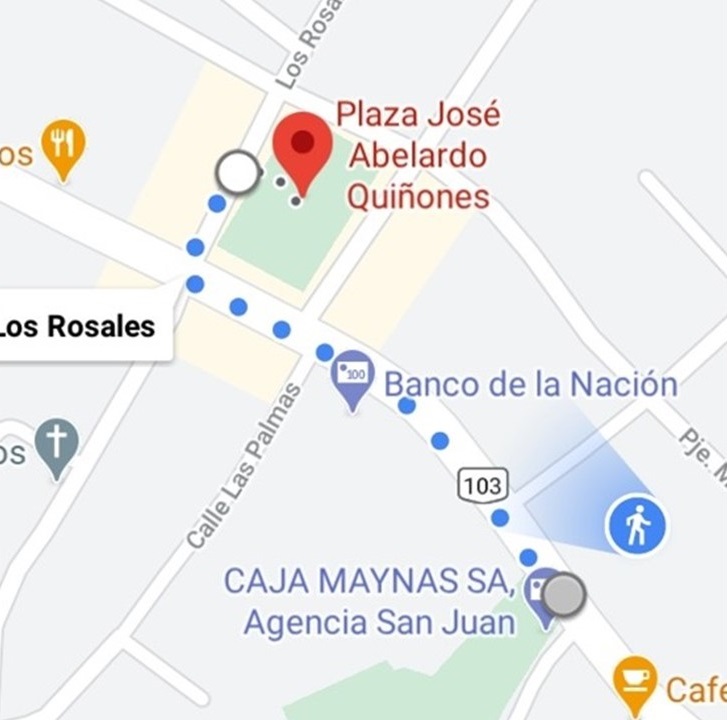 Los Rosa
Plaza José
Abelardo
Quiñones
os
Los Rosales
100
Banco de la Nación
Calle Las Palmas
os
Pje. M
103
CAJA MAYNAS SA,
Agencia San Juan
Cafe